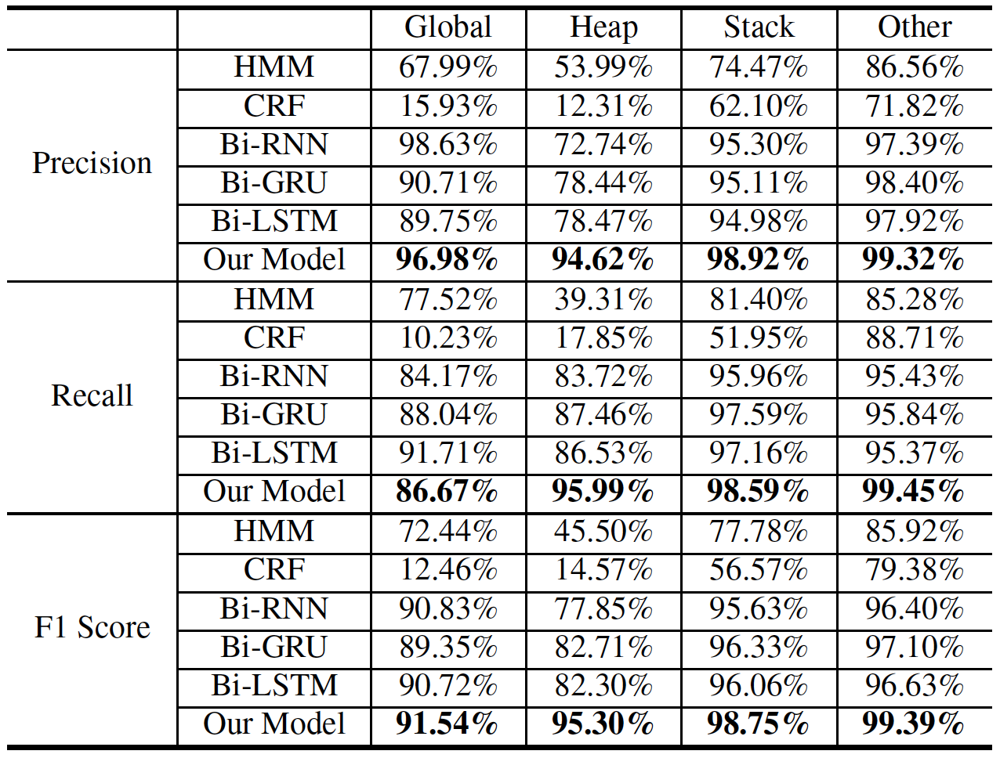 Global Heap Stack Other
HMM 67.99% 53.99% 74.47% 86.56%
CRF 15.93% 12.31% 62.10% 71.82%
Bi-RNN 98.63% 72.74% 95.30% 97.39%
Precision
Bi-GRU 90.71% 78.44% 95.11% 98.40%
Bi-LSTM 89.75% 78.47% 94.98% 97.92%
Our Model 96.98% 94.62% 98.92% 99.32%
HMM 77.52% 39.31% 81.40% 85.28%
CRF 10.23% 17.85% 51.95% 88.71%
Bi-RNN 84.17% 83.72% 95.96% 95.43%
Recall
Bi-GRU 88.04% 87.46% 97.59% 95.84%
Bi-LSTM 91.71% 86.53% 97.16% 95.37%
Our Model 86.67% 95.99% 98.59% 99.45%
HMM 72.44% 45.50% 77.78% 85.92%
CRF 12.46% 14.57% 56.57% 79.38%
Bi-RNN 90.83% 77.85% 95.63% 96.40%
F1 Score
Bi-GRU 89.35% 82.71% 96.33% 97.10%
Bi-LSTM 90.72% 82.30% 96.06% 96.63%
Our Model 91.54% 95.30% 98.75% 99.39%